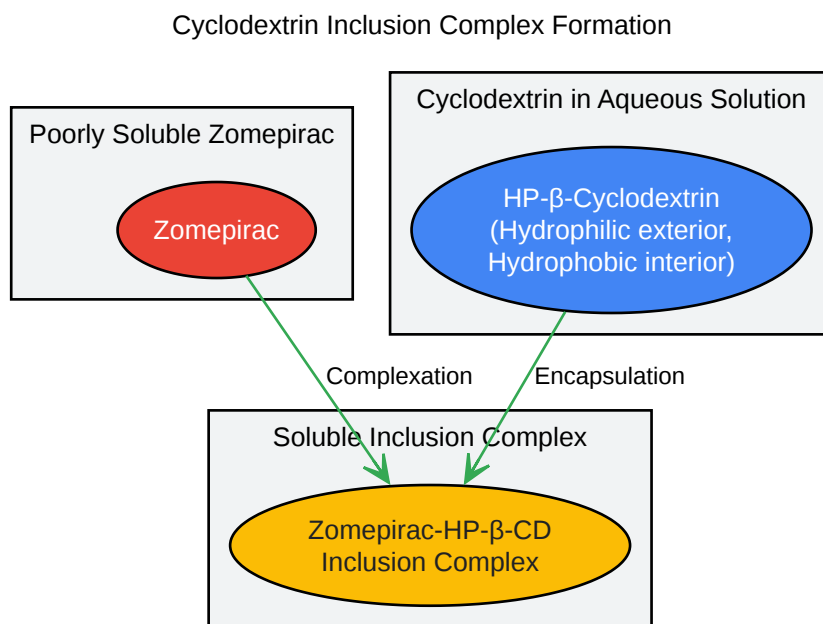 Cyclodextrin Inclusion Complex Formation
Poorly Soluble Zomepirac
Zomepirac
Cyclodextrin in Aqueous Solution
HP-β-Cyclodextrin
(Hydrophilic exterior,
Hydrophobic interior)
Complexation
Encapsulation
Soluble Inclusion Complex
Zomepirac-HP-β-CD
Inclusion Complex